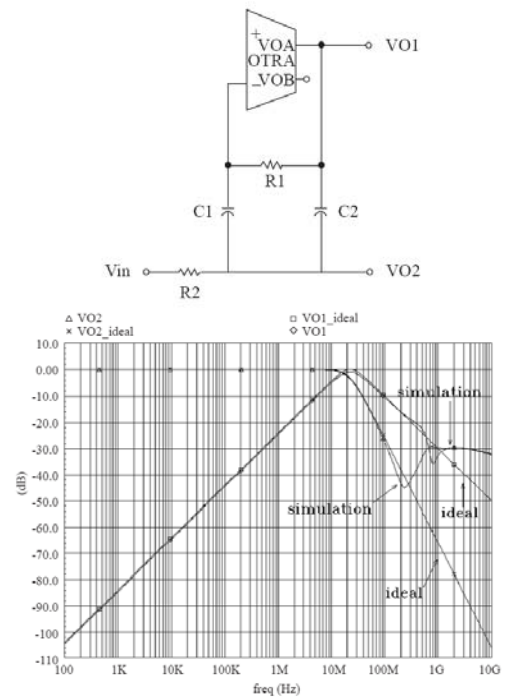 +
VOA
VO1
OTRA
_VOB
R1
C1
C2
Vin
VO2
R2
VO2
VO1_ideal
VO2_ideal
VO1
10.0
0.00
-10.0
-20.0
-30.0
-40.0
-50.0
-60.0
-70.0
-80.0
-90.0
-100
-110
(dB)
simulation
simulation
ideal
ideal
100
1K
10K
100K
1M
10M
100M
1G
10G
freq (Hz)